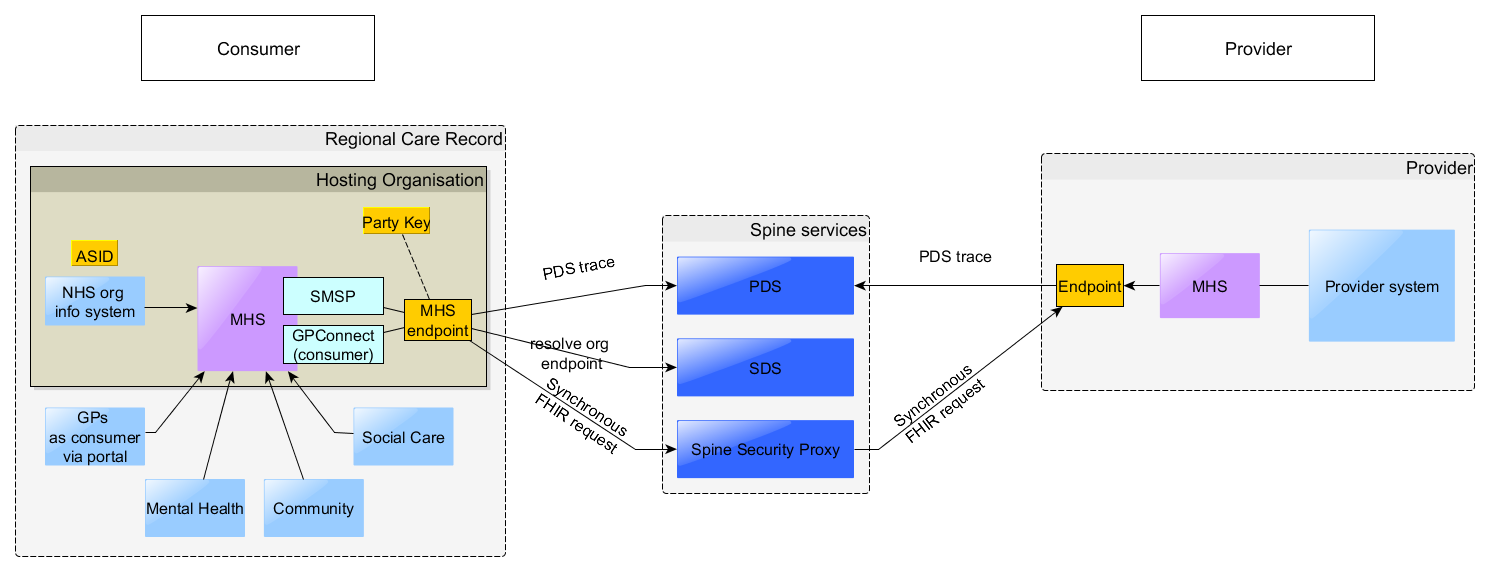 Consumer
Provider
Regional Care Record
Hosting Organisation
Party Key
ASID
NHS org
info system
MHS
SMSP
GPConnect
(consumer)
MHS
endpoint
GPs
as consumer
via portal
Mental Health
Community
Social Care
PDS trace
resolve org
endpoint
Synchronous
FHIR request
Spine services
PDS
SDS
Spine Security Proxy
PDS trace
Synchronous
FHIR request
Provider
Endpoint
MHS
Provider system